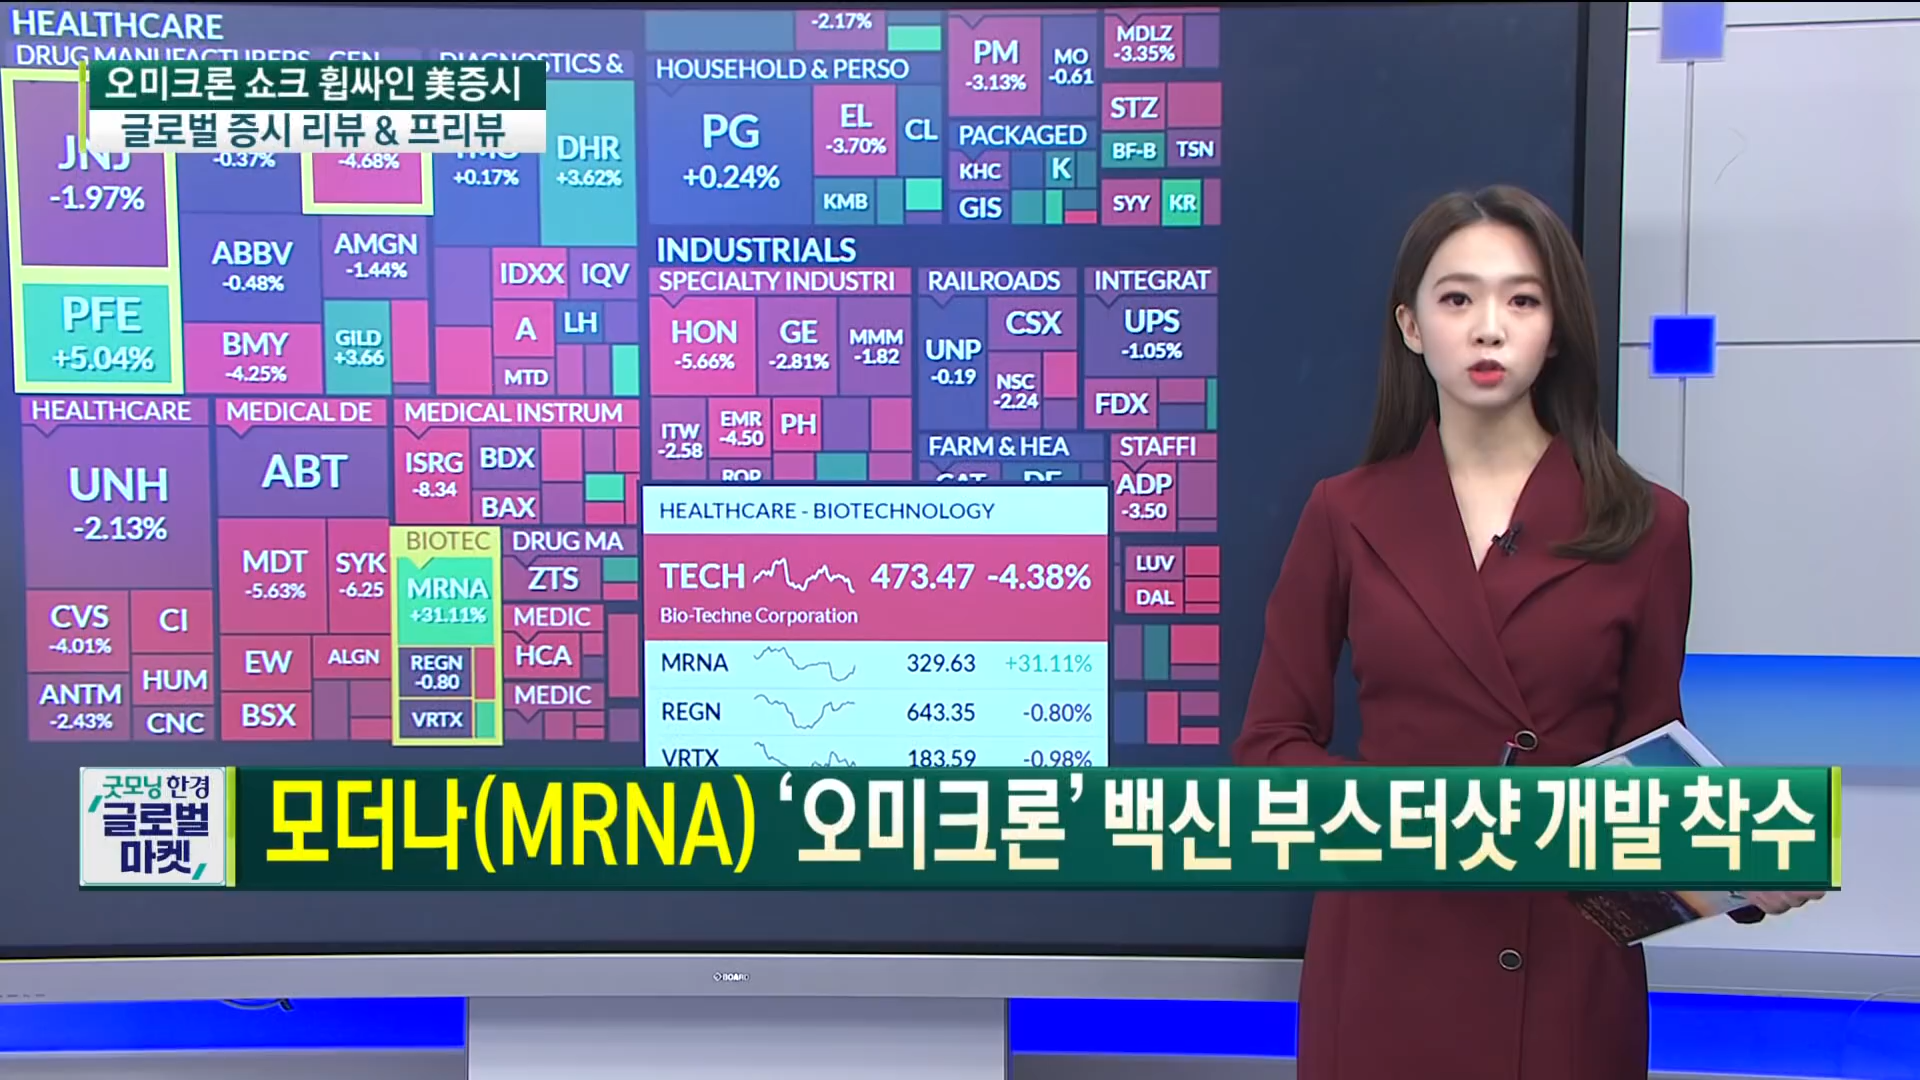 HEALTHCARE
오미크론 쇼크 휩싸인 美증시
글로벌 증시 리뷰 & 프리뷰
JNJ
-1.97%
-0.37%
-4.68%
+0.17%
DHR
+3.62%
PFE
+5.04%
ABBV
-0.48%
AMGN
-1.44%
BMY
-4.25%
GILD
+3.66
IDXX
IQV
A
LH
MTD
HEALTHCARE
UNH
-2.13%
CVS
-4.01%
CI
HUM
ANTM
-2.43%
CNC
MEDICAL DE
ABT
MDT
-5.63%
SYK
-6.25
EW
ALGN
BSX
MEDICAL INSTRUM
ISRG
-8.34
BDX
BAX
BIOTEC
MRNA
+31.11%
REGN
-0.80
VRTX
DRUG MA
ZTS
MEDIC
HCA
MEDIC
-2.17%
HOUSEHOLD & PERSO
PG
+0.24%
EL
-3.70%
CL
KMB
PM
-3.13%
MO
-0.61
MDLZ
-3.35%
STZ
BF-B
TSN
SYY
KR
PACKAGED
KHC
K
GIS
INDUSTRIALS
SPECIALTY INDUSTRI
HON
-5.66%
GE
-2.81%
MMM
-1.82
ITW
-2.58
EMR
-4.50
PH
RAILROADS
UNP
-0.19
CSX
NSC
-2.24
INTEGRAT
UPS
-1.05%
FDX
FARM & HEA
STAFFI
ADP
-3.50
LUV
DAL
HEALTHCARE - BIOTECHNOLOGY
TECH 473.47 -4.38%
Bio-Techne Corporation
MRNA 329.63 +31.11%
REGN 643.35 -0.80%
VRTX 183.59 -0.98%
굿모닝 한경
글로벌
마켓
모더나(MRNA) ‘오미크론’ 백신 부스터샷 개발 착수